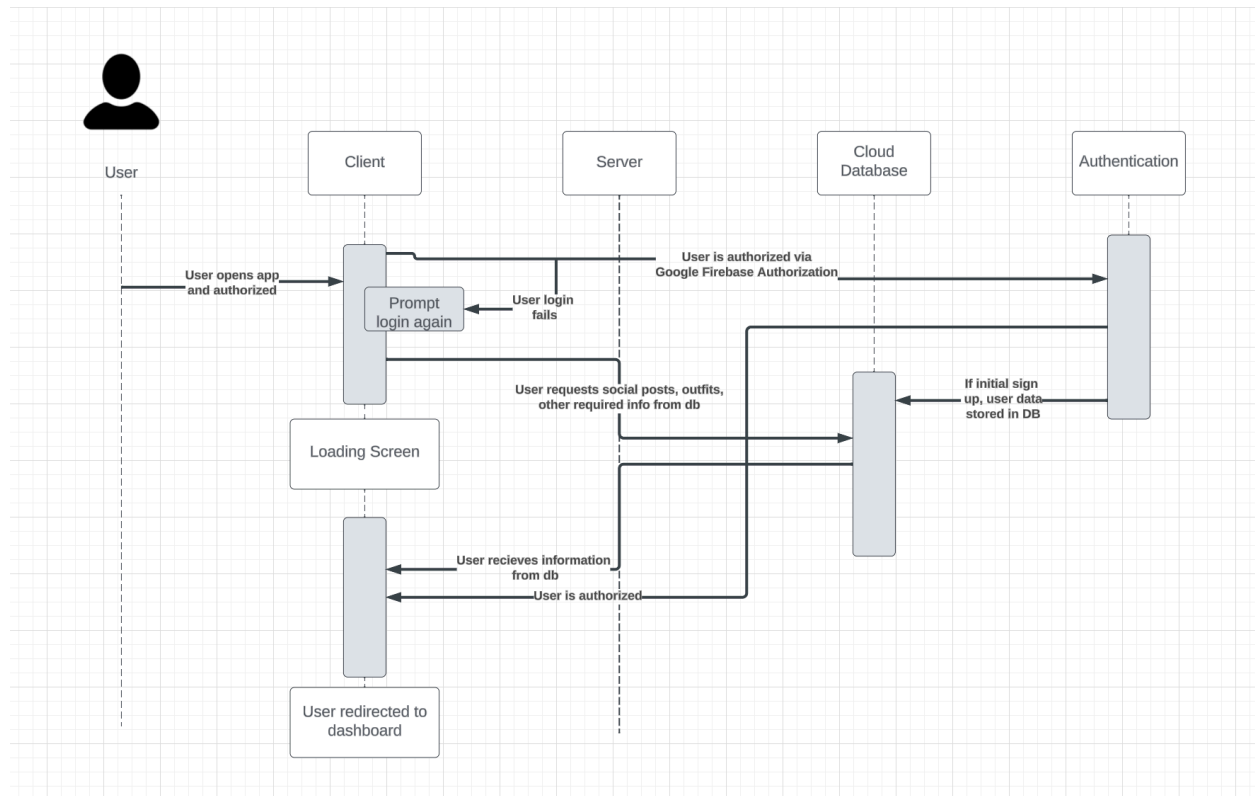 User
Client
Server
Cloud
Database
Authentication
User is authorized via
Google Firebase Authorization
User opens app
and authorized
Prompt
login again
User login
fails
User requests social posts, outfits,
other required info from db
If initial sign
up, user data
stored in DB
Loading Screen
User recieves information
from db
User is authorized
User redirected to
dashboard